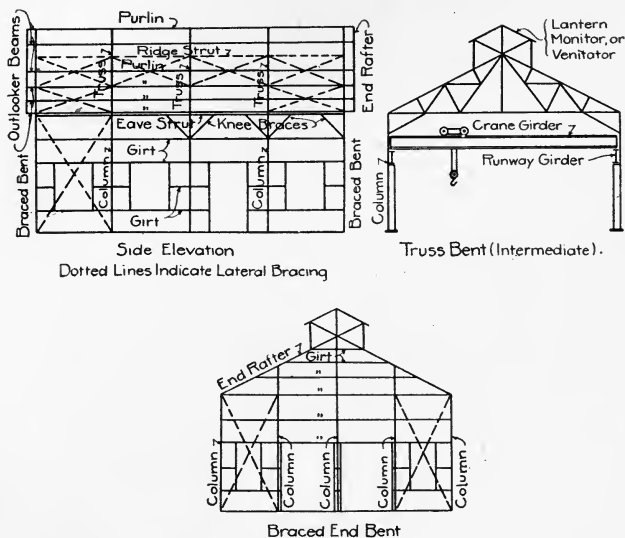 Purlin
Outlooker Beams
Ridge Strut
Purlin
"
"
"
Truss
Truss
Truss
End Rafter
Eave Strut
Knee Braces
Girt
Girt
Column
Column
Braced Bent
Braced Bent
Side Elevation
Dotted Lines Indicate Lateral Bracing
Lantern
Monitor, or
Venitator
Crane Girder
Runway Girder
Column
Truss Bent (Intermediate).
End Rafter
Girt
"
"
"
"
Column
Column
Column
Column
Column
Braced End Bent